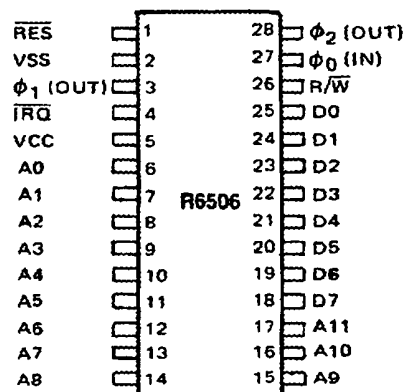 R̅E̅S̅ 1 28 ϕ2 (OUT)
VSS 2 27 ϕ0 (IN)
ϕ1 (OUT) 3 26 R/W̅
I̅R̅Q̅ 4 25 D0
VCC 5 24 D1
A0 6 23 D2
A1 7 R6506 22 D3
A2 8 21 D4
A3 9 20 D5
A4 10 19 D6
A5 11 18 D7
A6 12 17 A11
A7 13 16 A10
A8 14 15 A9